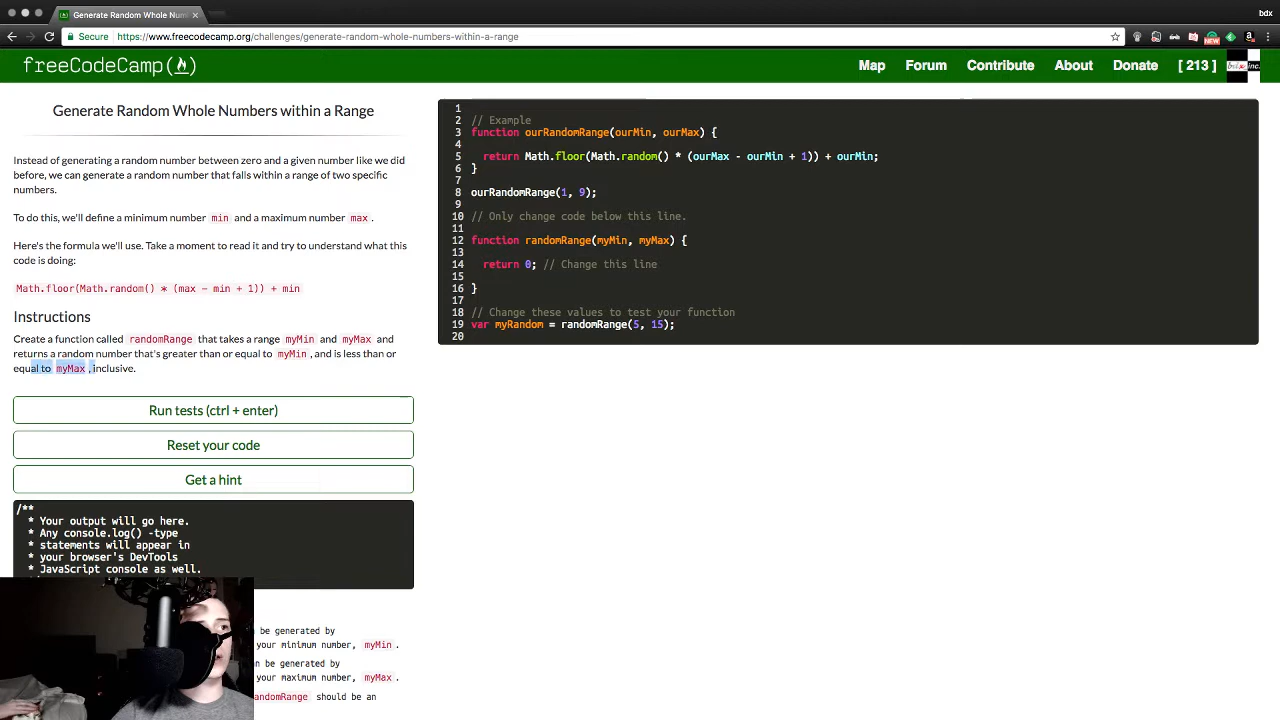 Generate Random Whole Num
bdx
Secure
https://www.freecodecamp.org/challenges/generate-random-whole-numbers-within-a-range
NEW
freeCodeCamp
Map
Forum
Contribute
About
Donate
[ 213 ]
Generate Random Whole Numbers within a Range
Instead of generating a random number between zero and a given number like we did
before, we can generate a random number that falls within a range of two specific
numbers.
To do this, we'll define a minimum number min and a maximum number max .
Here's the formula we'll use. Take a moment to read it and try to understand what this
code is doing:
Math.floor(Math.random() * (max - min + 1)) + min
Instructions
Create a function called randomRange that takes a range myMin and myMax and
returns a random number that's greater than or equal to myMin , and is less than or
equal to myMax , inclusive.
Run tests (ctrl + enter)
Reset your code
Get a hint
/**
* Your output will go here.
* Any console.log() -type
* statements will appear in
* your browser's DevTools
* JavaScript console as well.
be generated by
your minimum number, myMin .
can be generated by
your maximum number, myMax .
andomRange should be an
1
2 // Example
3 function ourRandomRange(ourMin, ourMax) {
4
5 return Math.floor(Math.random() * (ourMax - ourMin + 1)) + ourMin;
6 }
7
8 ourRandomRange(1, 9);
9
10 // Only change code below this line.
11
12 function randomRange(myMin, myMax) {
13
14 return 0; // Change this line
15
16 }
17
18 // Change these values to test your function
19 var myRandom = randomRange(5, 15);
20